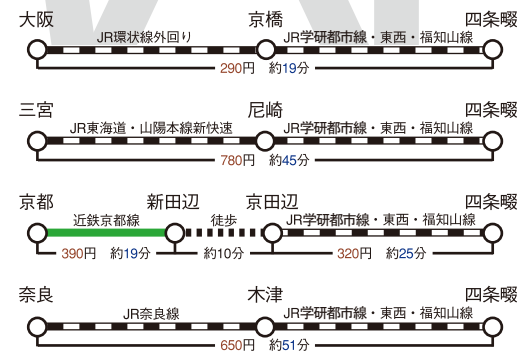 大阪 京橋 四条畷
JR環状線外回り JR学研都市線・東西・福知山線
290円 約19分
三宮 尼崎 四条畷
JR東海道・山陽本線新快速 JR学研都市線・東西・福知山線
780円 約45分
京都 新田辺 京田辺 四条畷
近鉄京都線 徒歩 JR学研都市線・東西・福知山線
390円 約19分 約10分 320円 約25分
奈良 木津 四条畷
JR奈良線 JR学研都市線・東西・福知山線
650円 約51分